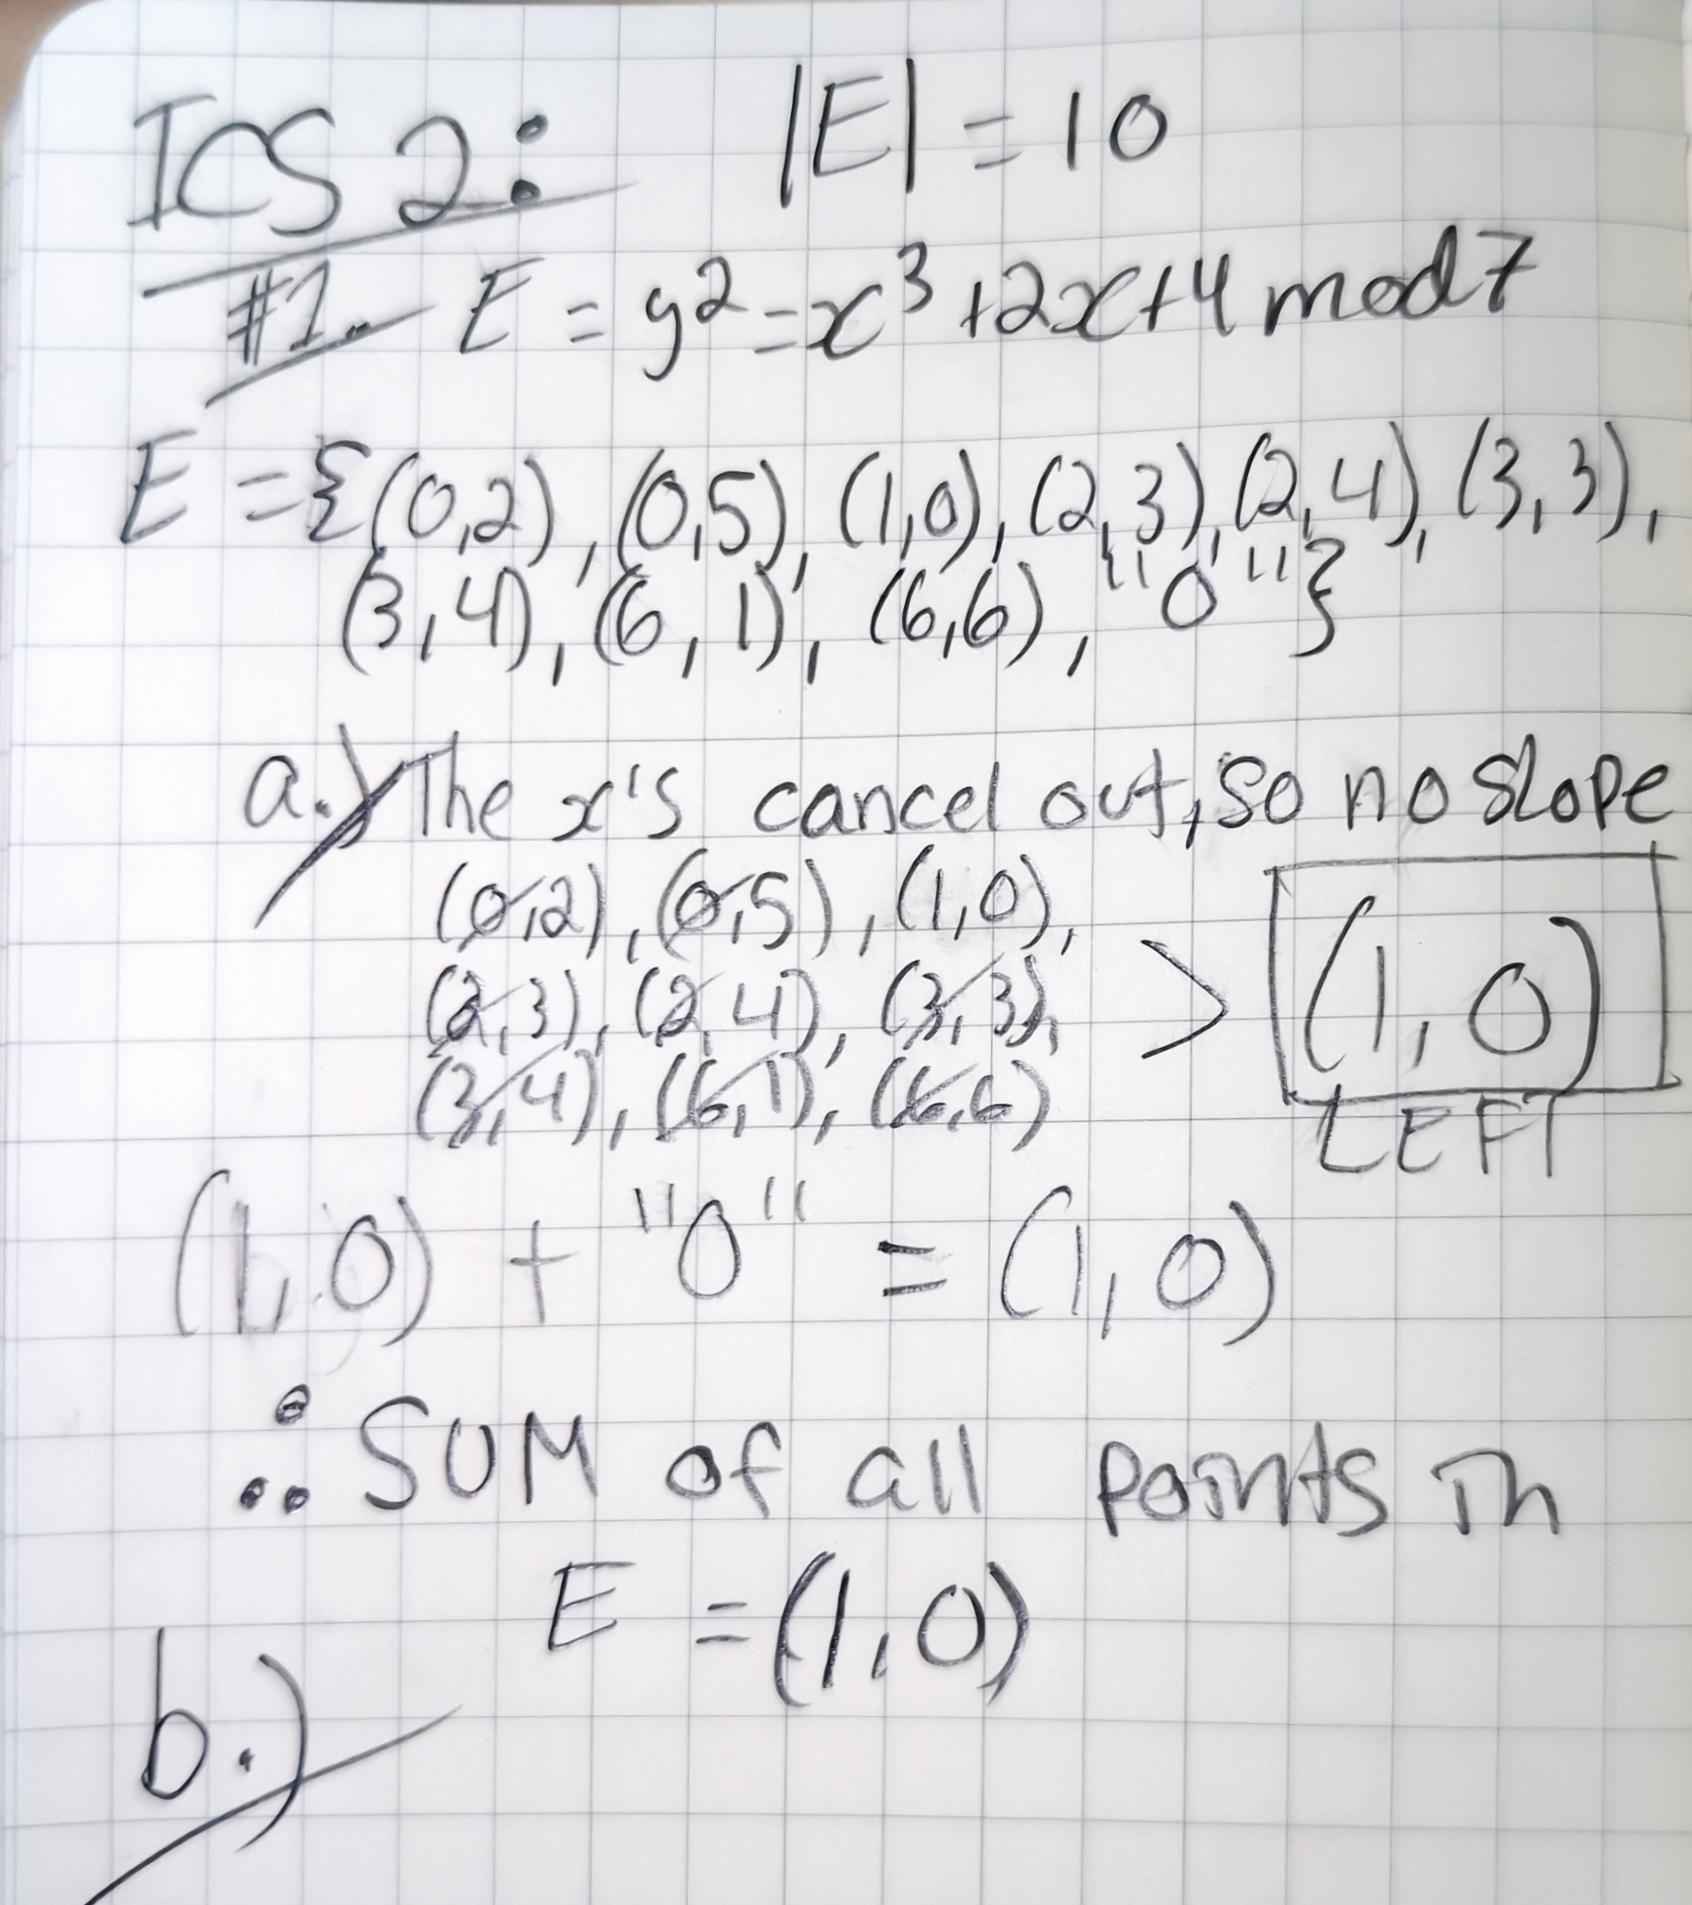 ICS 2: |E| = 10
#1. E = y² = x³ + 2x + 4 mod 7
E = {(0,2), (0,5), (1,0), (2,3), (2,4), (3,3),
(3,4), (6,1), (6,6), "0"}
a.) The x's cancel out, so no slope
(0,2), (0,5), (1,0),
(2,3), (2,4), (3,3),
(3,4), (6,1), (6,6)
> (1,0)
LEFT
(1,0) + "0" = (1,0)
∴ SUM of all points in
E = (1,0)
b.)